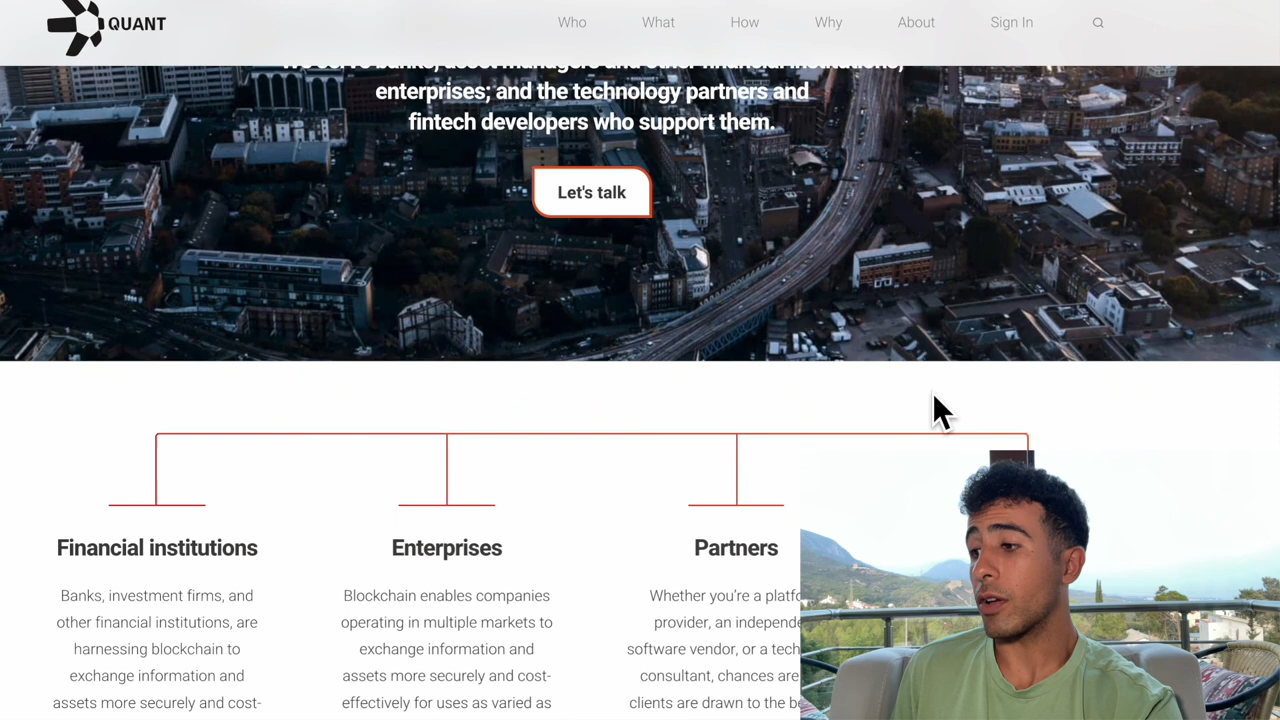 QUANT
Who What How Why About Sign In
enterprises; and the technology partners and
fintech developers who support them.
Let's talk
Financial institutions
Banks, investment firms, and
other financial institutions, are
harnessing blockchain to
exchange information and
assets more securely and cost-
Enterprises
Blockchain enables companies
operating in multiple markets to
exchange information and
assets more securely and cost-
effectively for uses as varied as
Partners
Whether you're a
provider, an
software vendor, or a
consultant, chances are
clients are drawn to the